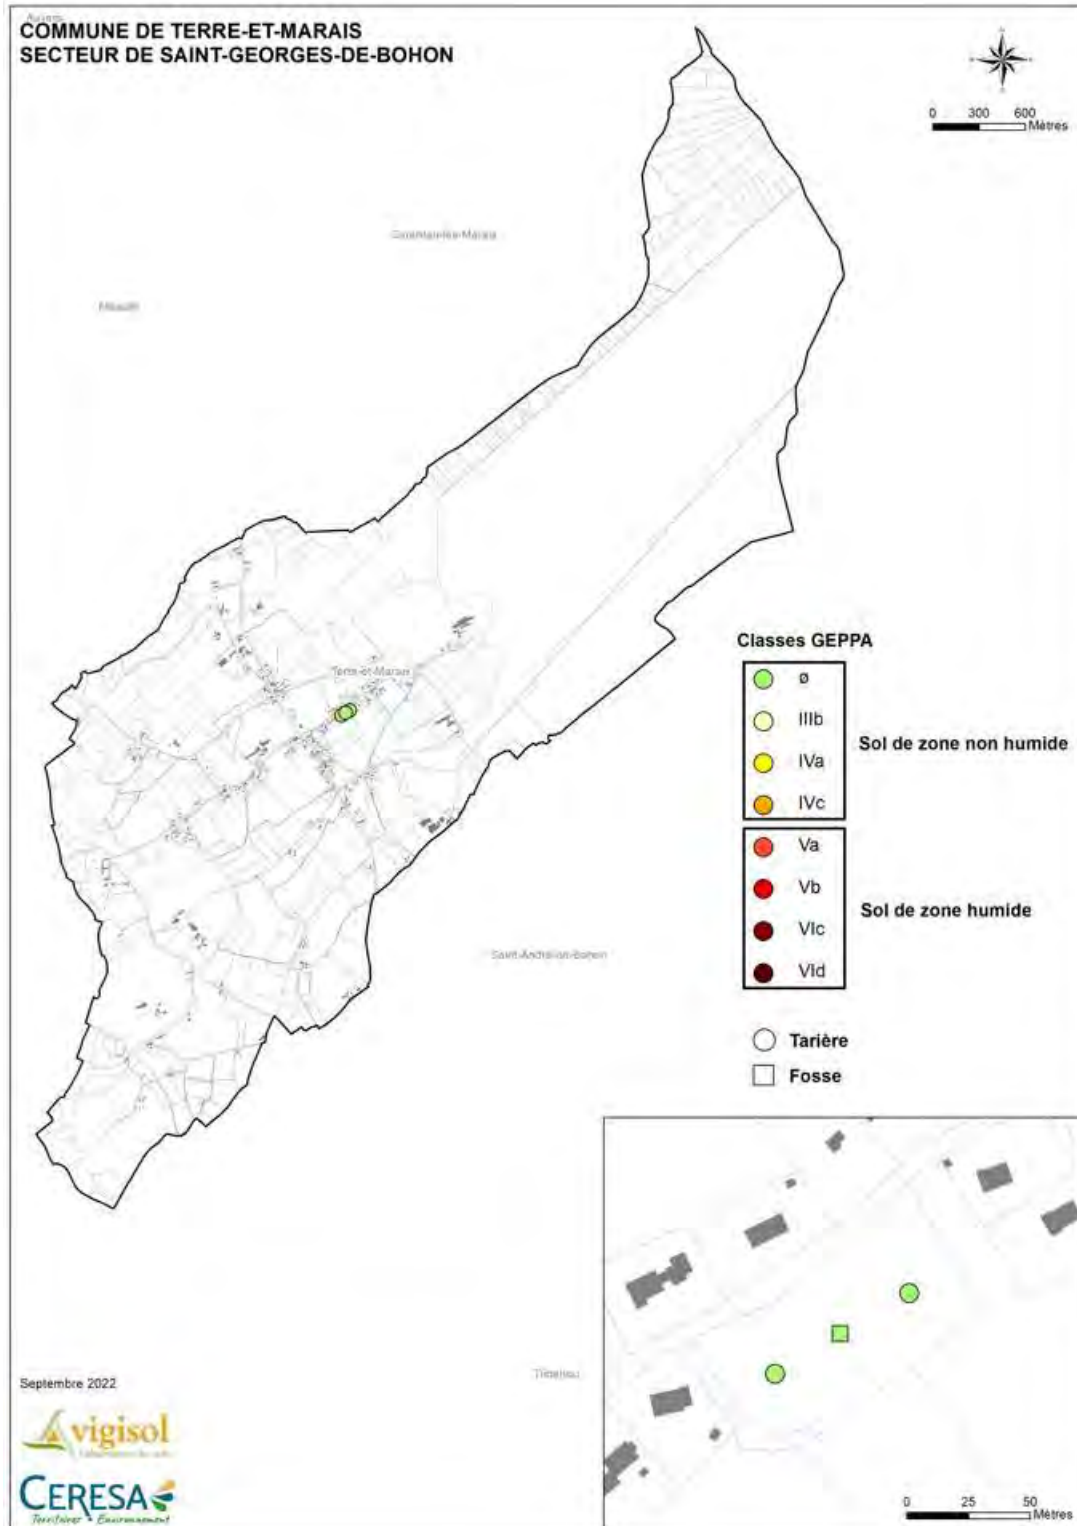 COMMUNE DE TERRE-ET-MARAIS
SECTEUR DE SAINT-GEORGES-DE-BOHON
0 300 600
Mètres
Terre-et-Marais
Classes GEPPA
ø
IIIb
IVa
IVc
Sol de zone non humide
Va
Vb
VIc
VId
Sol de zone humide
Tarière
Fosse
Septembre 2022
vigisol
CERESA
Territoires • Environnement
0 25 50
Mètres